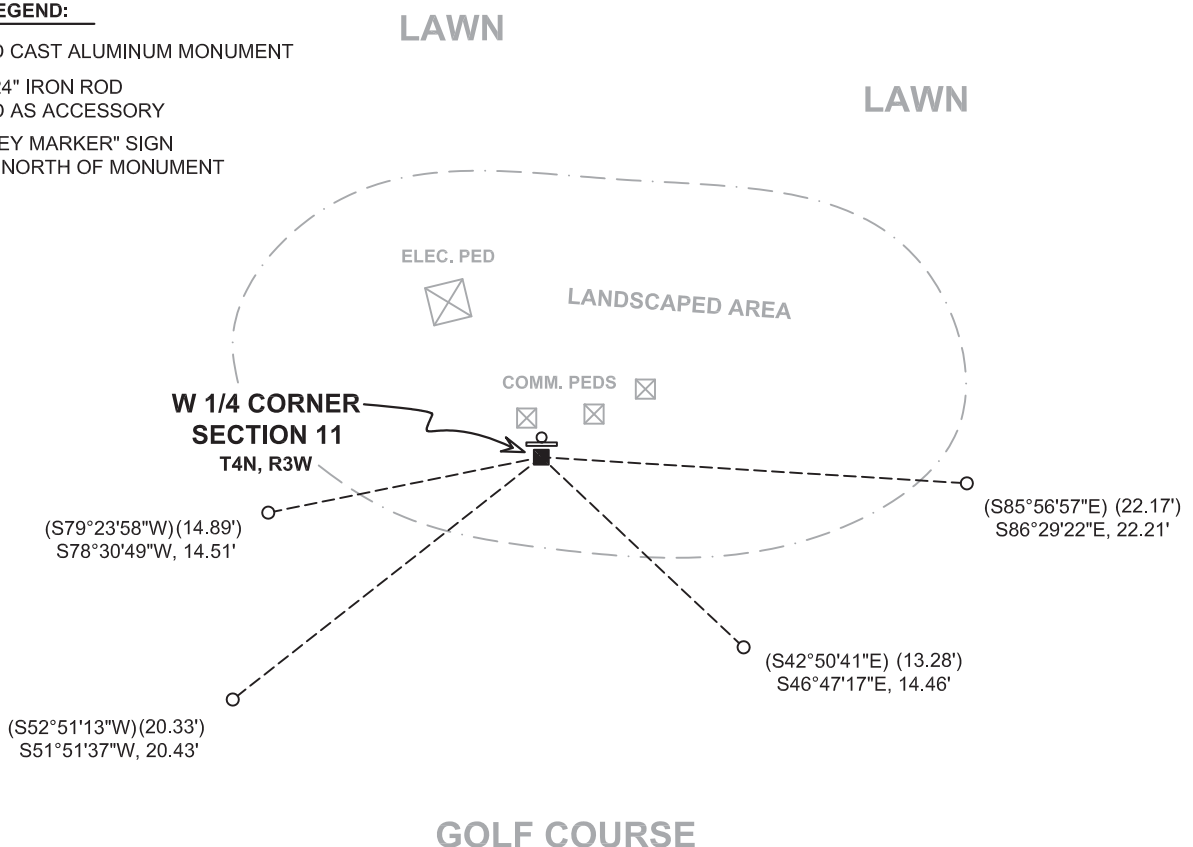 LEGEND:
CAST ALUMINUM MONUMENT
24" IRON ROD
AS ACCESSORY
MARKER" SIGN
NORTH OF MONUMENT
LAWN
LAWN
ELEC. PED
LANDSCAPED AREA
COMM. PEDS
W 1/4 CORNER
SECTION 11
T4N, R3W
(S79°23'58"W)(14.89')
S78°30'49"W, 14.51'
(S85°56'57"E) (22.17')
S86°29'22"E, 22.21'
(S42°50'41"E) (13.28')
S46°47'17"E, 14.46'
(S52°51'13"W)(20.33')
S51°51'37"W, 20.43'
GOLF COURSE